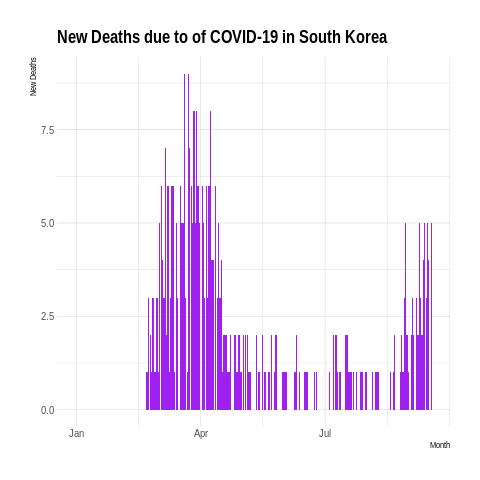 New Deaths due to of COVID-19 in South Korea
New Deaths
7.5
5.0
2.5
0.0
Jan Apr Jul
Month